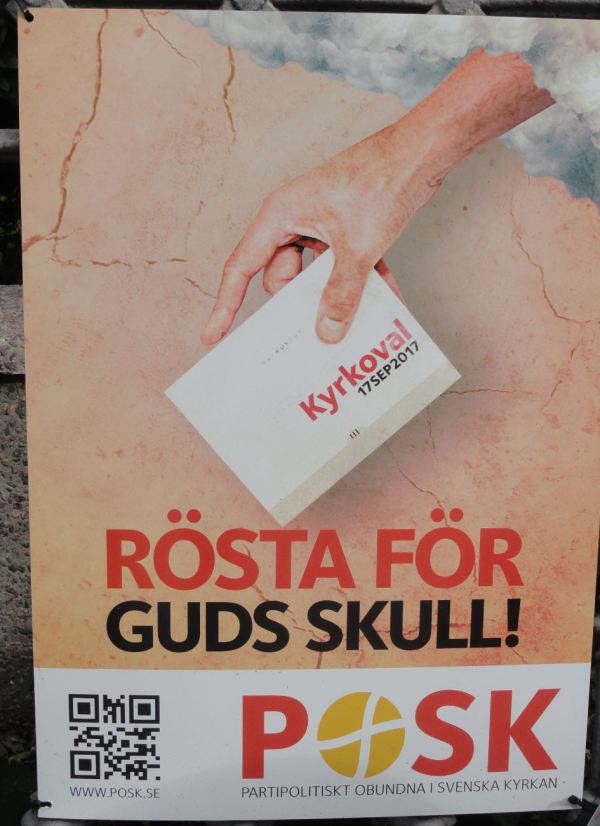 Kyrkoval
17SEP2017
RÖSTA FÖR
GUDS SKULL!
POSK
WWW.POSK.SE
PARTIPOLITISKT OBUNDNA I SVENSKA KYRKAN